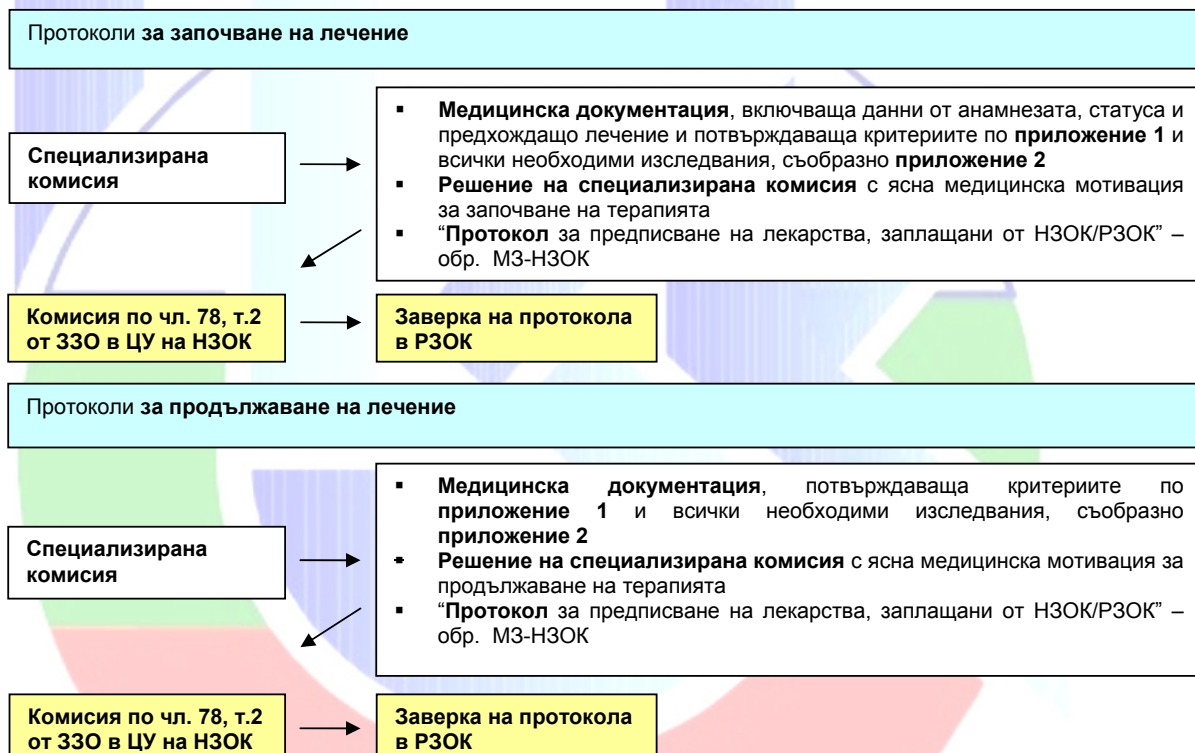 Протоколи за започване на лечение
Специализирана
комисия
▪ Медицинска документация, включваща данни от анамнезата, статуса и
предхождащо лечение и потвърждаваща критериите по приложение 1 и
всички необходими изследвания, съобразно приложение 2
▪ Решение на специализирана комисия с ясна медицинска мотивация
за започване на терапията
▪ “Протокол за предписване на лекарства, заплащани от НЗОК/РЗОК” –
обр. МЗ-НЗОК
Комисия по чл. 78, т.2
от ЗЗО в ЦУ на НЗОК
Заверка на протокола
в РЗОК
Протоколи за продължаване на лечение
Специализирана
комисия
▪ Медицинска документация, потвърждаваща критериите по
приложение 1 и всички необходими изследвания, съобразно
приложение 2
▪ Решение на специализирана комисия с ясна медицинска мотивация за
продължаване на терапията
▪ “Протокол за предписване на лекарства, заплащани от НЗОК/РЗОК” –
обр. МЗ-НЗОК
Комисия по чл. 78, т.2
от ЗЗО в ЦУ на НЗОК
Заверка на протокола
в РЗОК